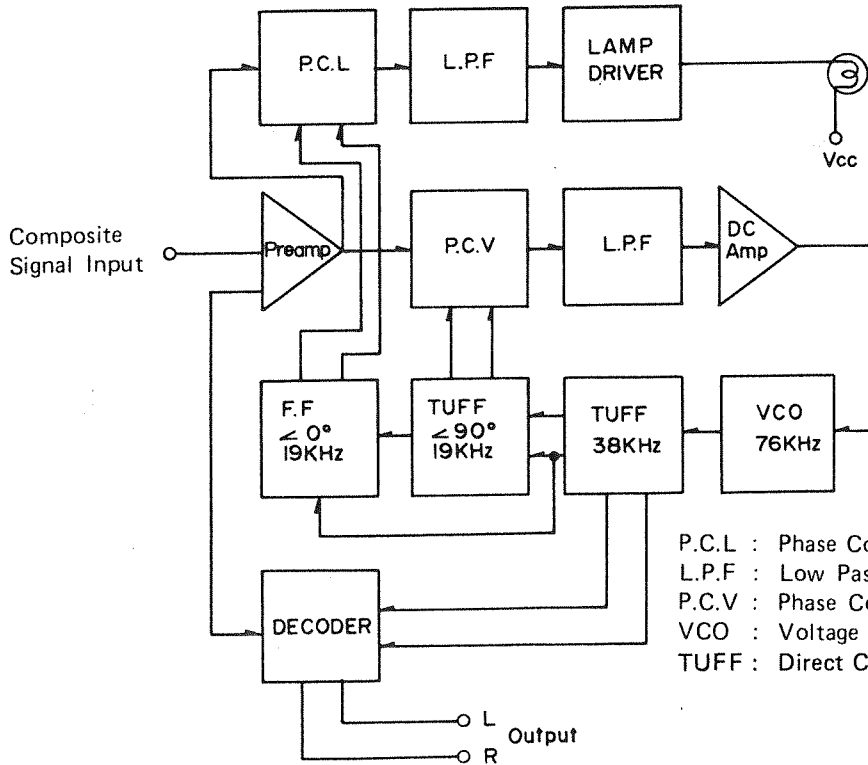 P.C.L
L.P.F
LAMP
DRIVER
Vcc
Composite
Signal Input
Preamp
P.C.V
L.P.F
DC
Amp
F.F
∠0°
19KHz
TUFF
∠90°
19KHz
TUFF
38KHz
VCO
76KHz
P.C.L : Phase Co
L.P.F : Low Pas
P.C.V : Phase Co
VCO : Voltage
TUFF : Direct C
DECODER
L
Output
R